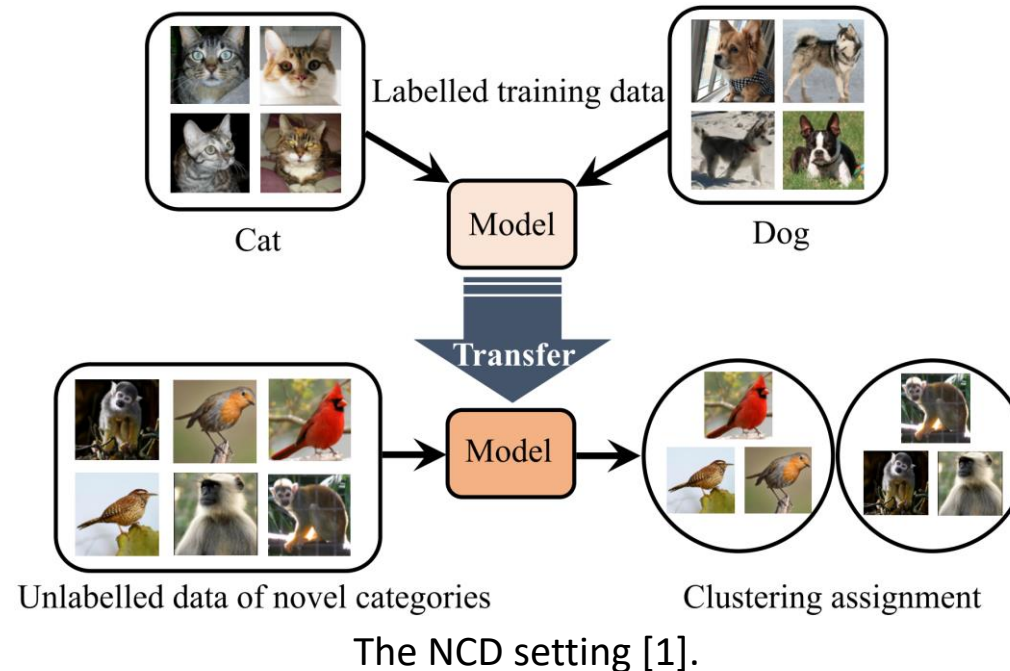 Labelled training data
Cat
Model
Dog
Transfer
Model
Unlabelled data of novel categories
Clustering assignment
The NCD setting [1].